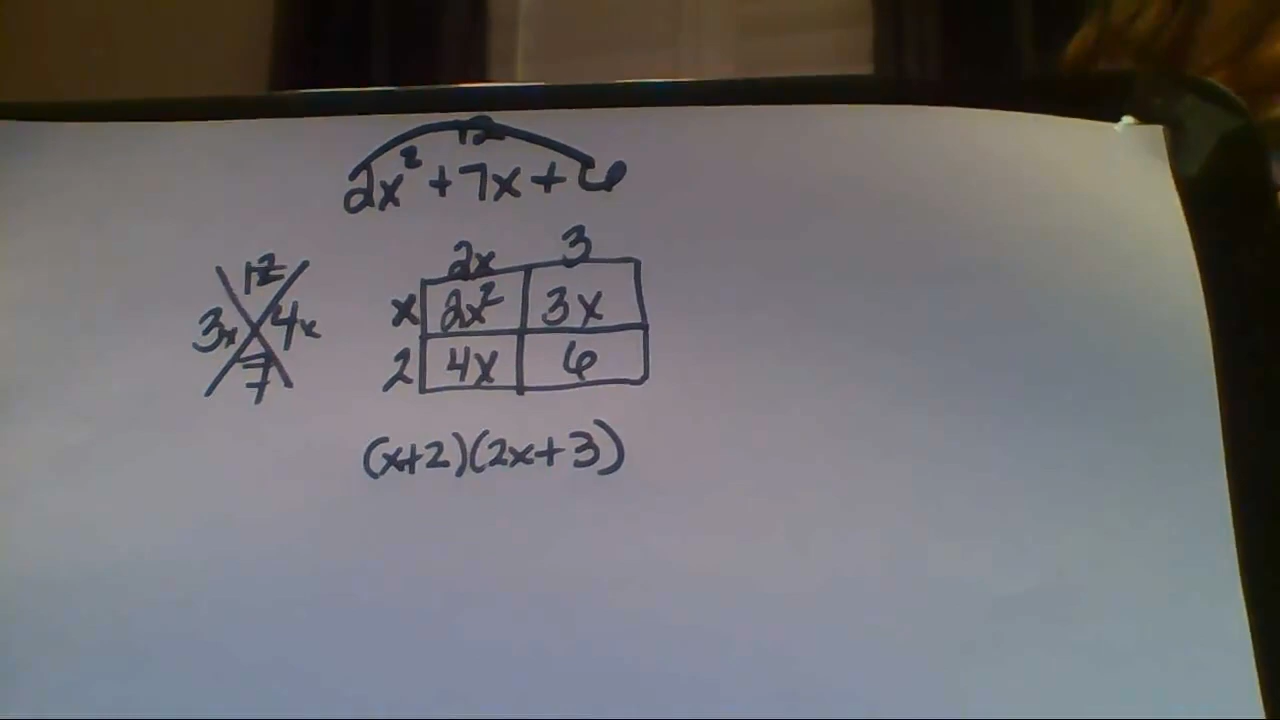 12
2x² + 7x + 6
12
3x 4x
7
2x 3
x 2x² 3x
2 4x 6
(x+2)(2x+3)